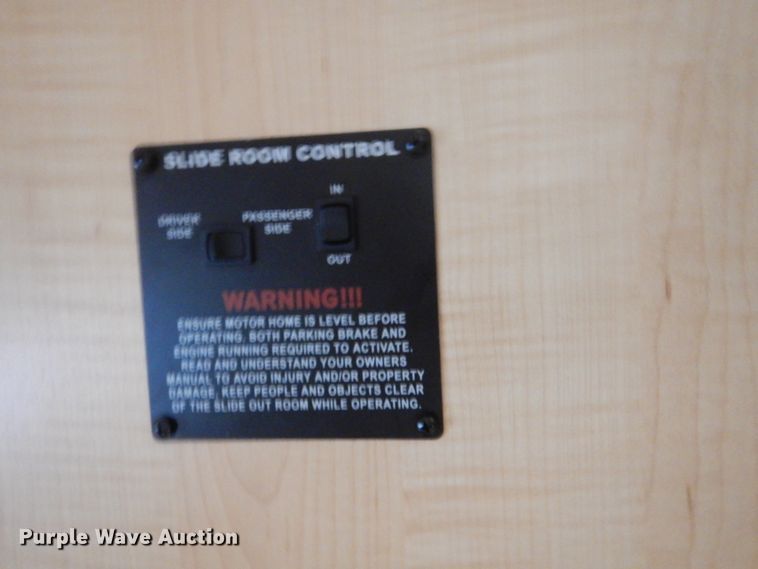 SLIDE ROOM CONTROL
IN
DRIVER SIDE
PASSENGER SIDE
OUT
WARNING!!!
ENSURE MOTOR HOME IS LEVEL BEFORE
OPERATING. BOTH PARKING BRAKE AND
ENGINE RUNNING REQUIRED TO ACTIVATE.
READ AND UNDERSTAND YOUR OWNERS
MANUAL TO AVOID INJURY AND/OR PROPERTY
DAMAGE. KEEP PEOPLE AND OBJECTS CLEAR
OF THE SLIDE OUT ROOM WHILE OPERATING.
Purple Wave Auction